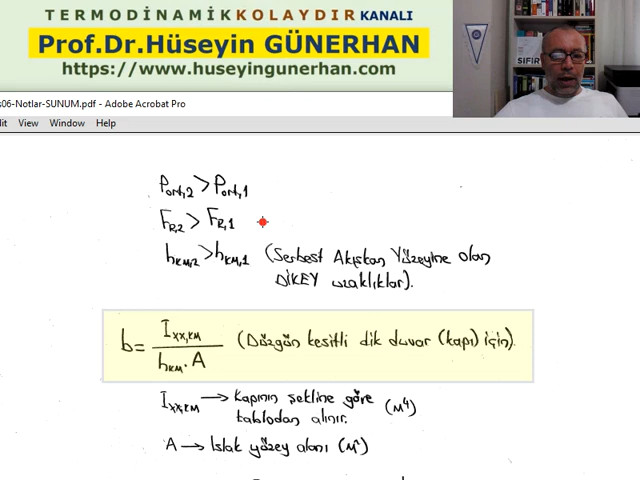 TERMODİNAMİKKOLAYDIR KANALI
Prof.Dr.Hüseyin GÜNERHAN
https://www.huseyingunerhan.com
SIFIR
s06-Notlar-SUNUM.pdf - Adobe Acrobat Pro
dit View Window Help
Port,2 > Port,1
FR,2 > FR,1
hKM,2 > hKM,1 (Serbest Akışkan Yüzeyine olan
DİKEY uzaklıklar).
b = Ixx,KM / hKM . A (Düzgün kesitli dik duvar (kapı) için).
Ixx,KM → Kapının şekline göre
tablodan alınır. (m⁴)
A → Islak yüzey alanı (m²)